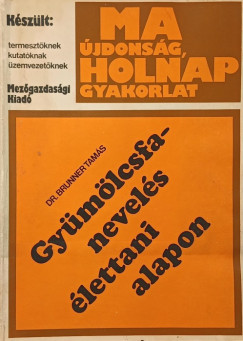 Készült:
termesztőknek
kutatóknak
üzemvezetőknek
Mezőgazdasági
Kiadó
MA
ÚJDONSÁG,
HOLNAP
GYAKORLAT
DR. BRUNNER TAMÁS
Gyümölcsfa-
nevelés
élettani
alapon